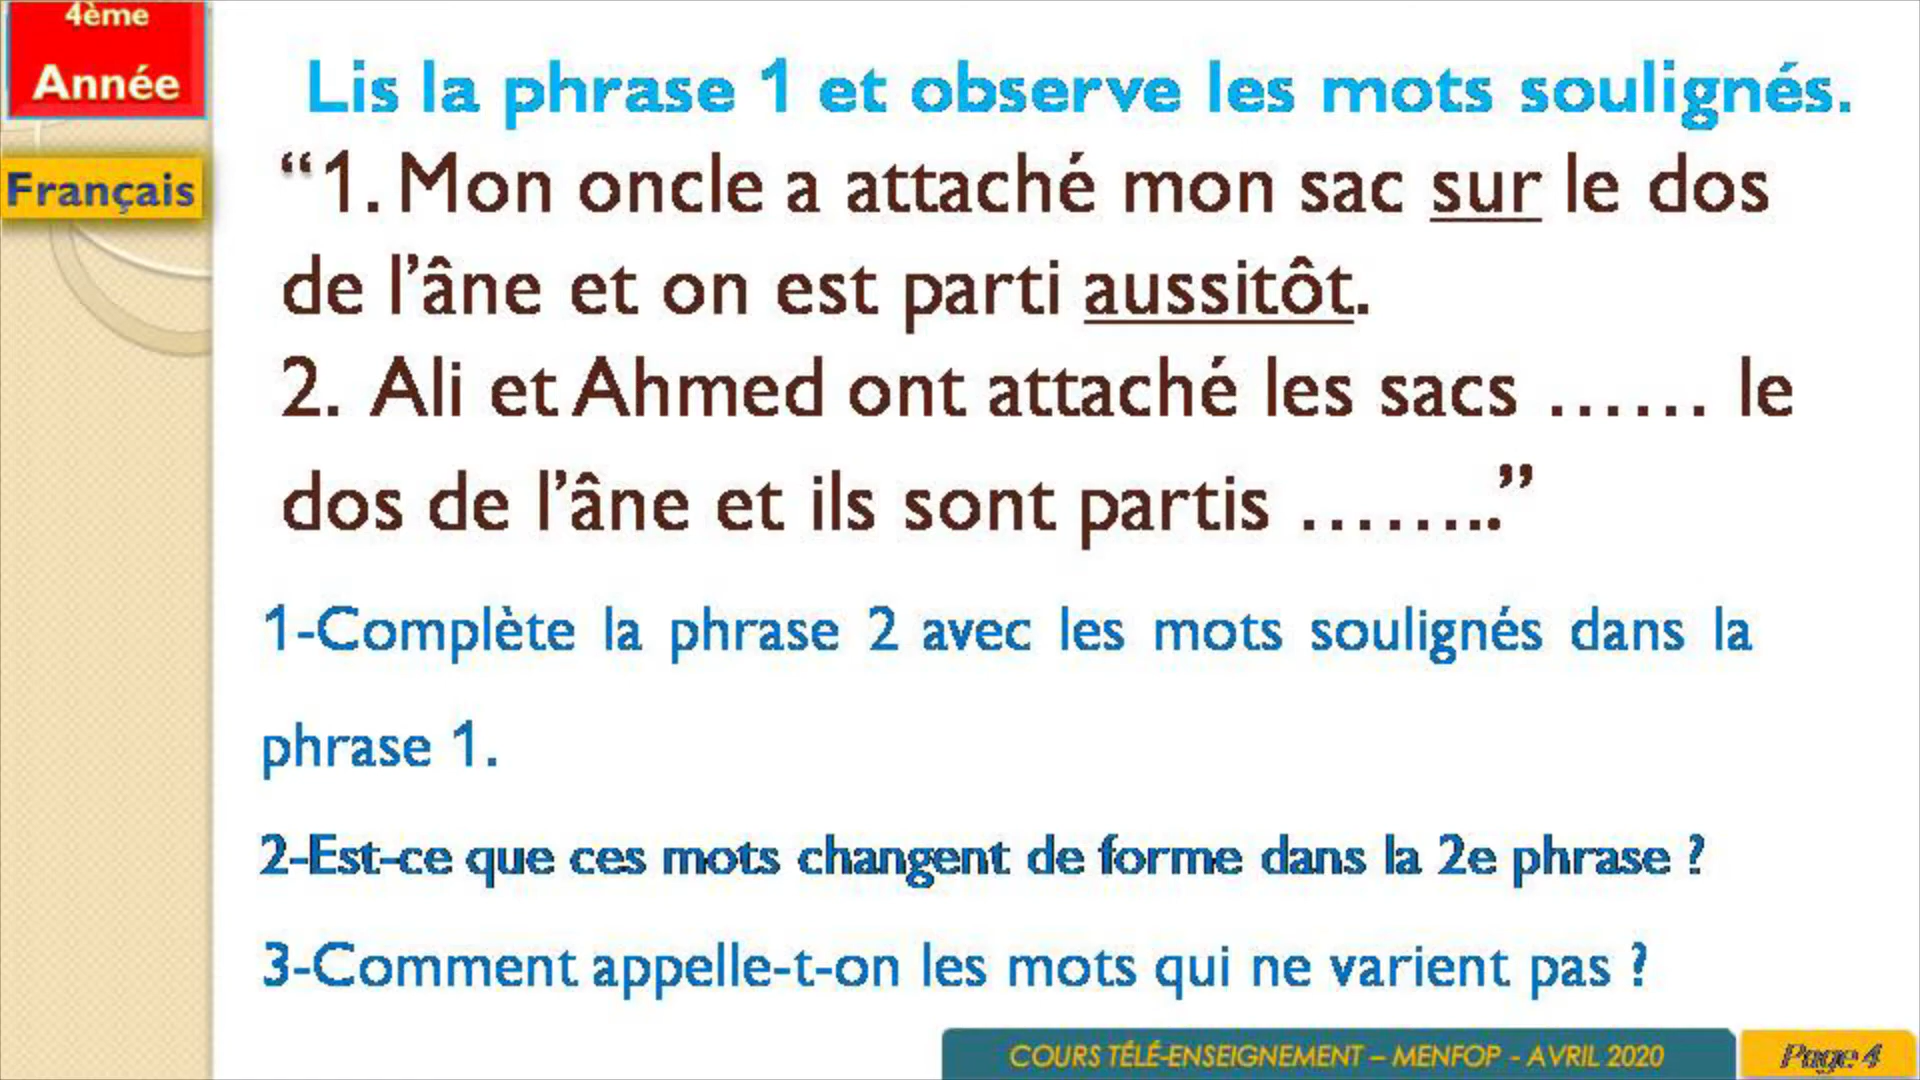 4ème
Année
Français
Lis la phrase 1 et observe les mots soulignés.
“1. Mon oncle a attaché mon sac sur le dos
de l’âne et on est parti aussitôt.
2. Ali et Ahmed ont attaché les sacs …… le
dos de l’âne et ils sont partis ……..”
1-Complète la phrase 2 avec les mots soulignés dans la
phrase 1.
2-Est-ce que ces mots changent de forme dans la 2e phrase ?
3-Comment appelle-t-on les mots qui ne varient pas ?
COURS TÉLÉ-ENSEIGNEMENT – MENFOP - AVRIL 2020
Page 4